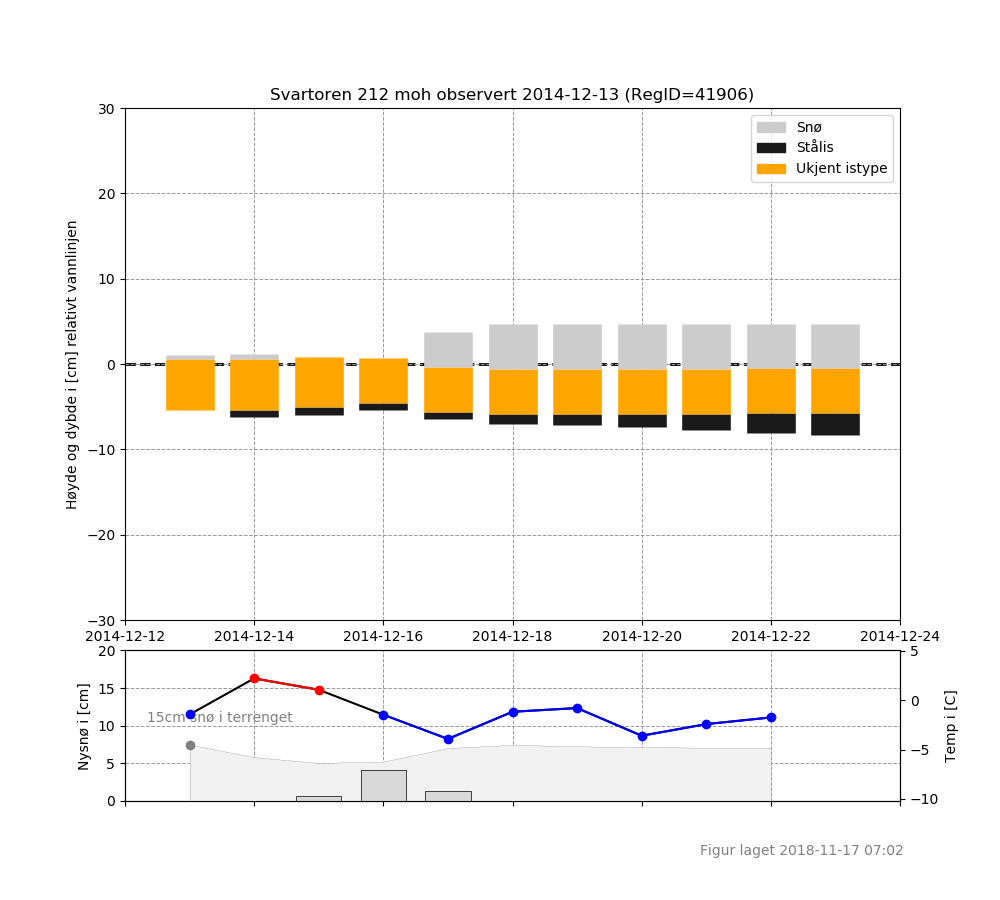 Svartoren 212 moh observert 2014-12-13 (RegID=41906)
Høyde og dybde i [cm] relativt vannlinjen
30
20
10
0
−10
−20
−30
Snø
Stålis
Ukjent istype
2014-12-12 2014-12-14 2014-12-16 2014-12-18 2014-12-20 2014-12-22 2014-12-24
Nysnø i [cm]
20
15
10
5
0
15cm snø i terrenget
5
0
−5
−10
Temp i [C]
Figur laget 2018-11-17 07:02